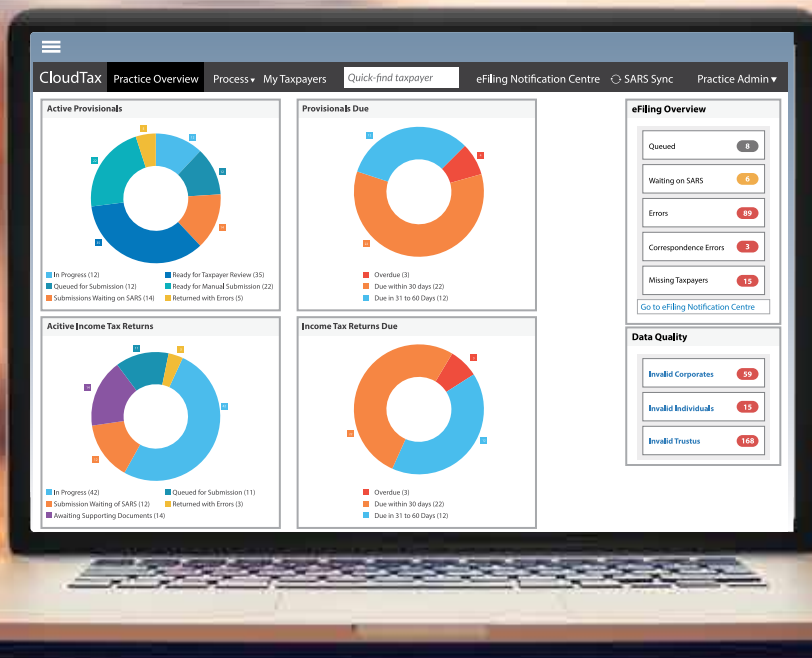 CloudTax Practice Overview Process My Taxpayers Quick-find taxpayer eFiling Notification Centre SARS Sync Practice Admin
Active Provisionals
In Progress (12) Ready for Taxpayer Review (35)
Queued for Submission (12) Ready for Manual Submission (22)
Submissions Waiting on SARS (14) Returned with Errors (5)
Provisionals Due
Overdue (3)
Due within 30 days (22)
Due in 31 to 60 Days (12)
eFiling Overview
Queued 8
Waiting on SARS 6
Errors 89
Correspondence Errors 3
Missing Taxpayers 15
Go to eFiling Notification Centre
Acitive Income Tax Returns
In Progress (42) Queued for Submission (11)
Submission Waiting of SARS (12) Returned with Errors (3)
Awaiting Supporting Documents (14)
Income Tax Returns Due
Overdue (3)
Due within 30 days (22)
Due in 31 to 60 Days (12)
Data Quality
Invalid Corporates 59
Invalid Individuals 15
Invalid Trustus 168